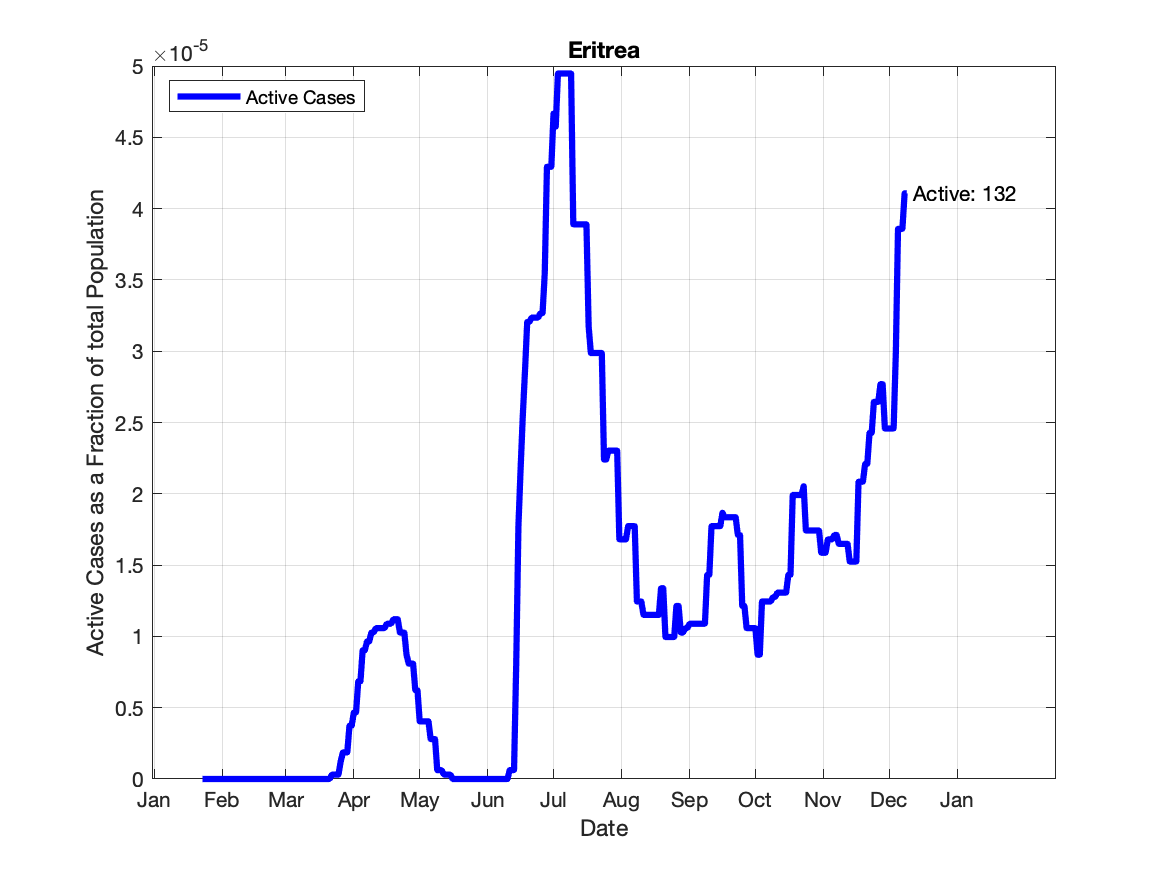 Eritrea
×10-5
Active Cases
5
4.5
4
3.5
3
2.5
2
1.5
1
0.5
0
Active Cases as a Fraction of total Population
Active: 132
Jan Feb Mar Apr May Jun Jul Aug Sep Oct Nov Dec Jan
Date